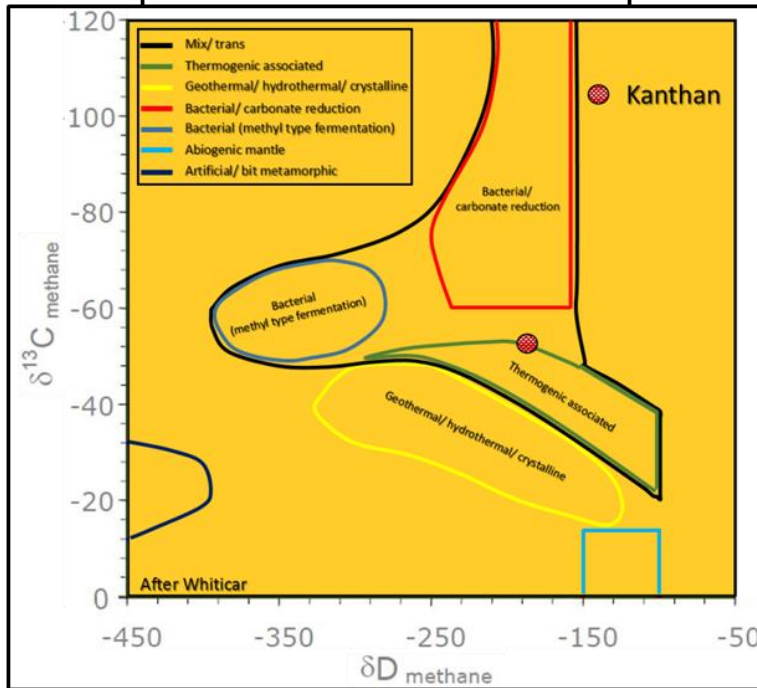 -120
-100
-80
-60
-40
-20
0
δ¹³C methane
Mix/ trans
Thermogenic associated
Geothermal/ hydrothermal/ crystalline
Bacterial/ carbonate reduction
Bacterial (methyl type fermentation)
Abiogenic mantle
Artificial/ bit metamorphic
Kanthan
Bacterial/
carbonate reduction
Bacterial
(methyl type fermentation)
Thermogenic associated
Geothermal/ hydrothermal/ crystalline
After Whiticar
-450
-350
-250
-150
-50
δD methane